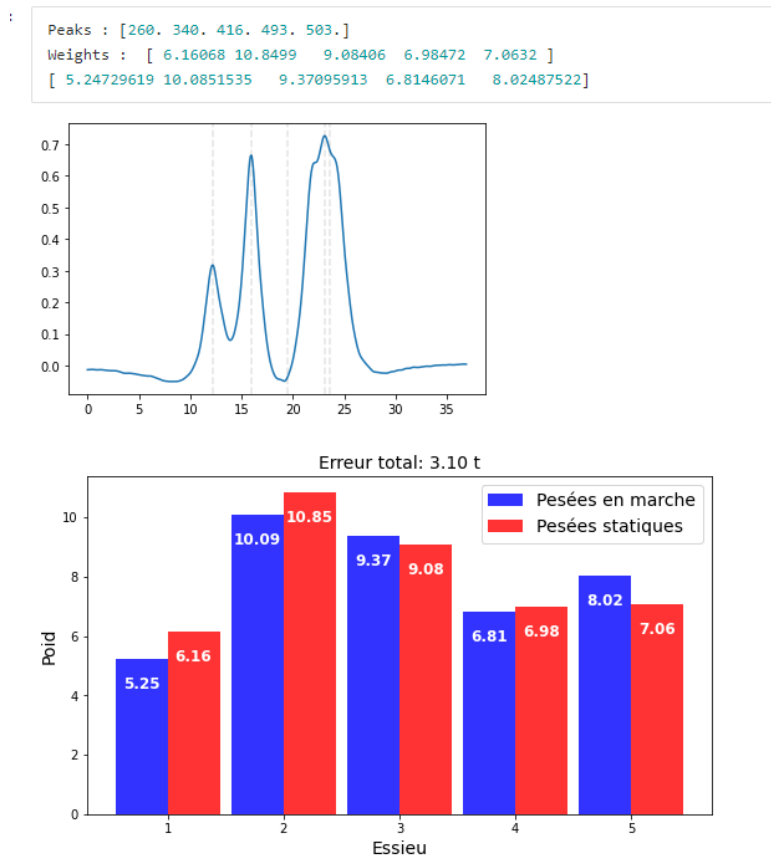 :
Peaks : [260. 340. 416. 493. 503.]
Weights :  [ 6.16068 10.8499   9.08406  6.98472  7.0632 ]
[ 5.24729619 10.0851535   9.37095913  6.8146071   8.02487522]
0.7
0.6
0.5
0.4
0.3
0.2
0.1
0.0
0 5 10 15 20 25 30 35
Erreur total: 3.10 t
Pesées en marche
Pesées statiques
Poid
10
8
6
4
2
0
5.25 6.16 10.09 10.85 9.37 9.08 6.81 6.98 8.02 7.06
1 2 3 4 5
Essieu